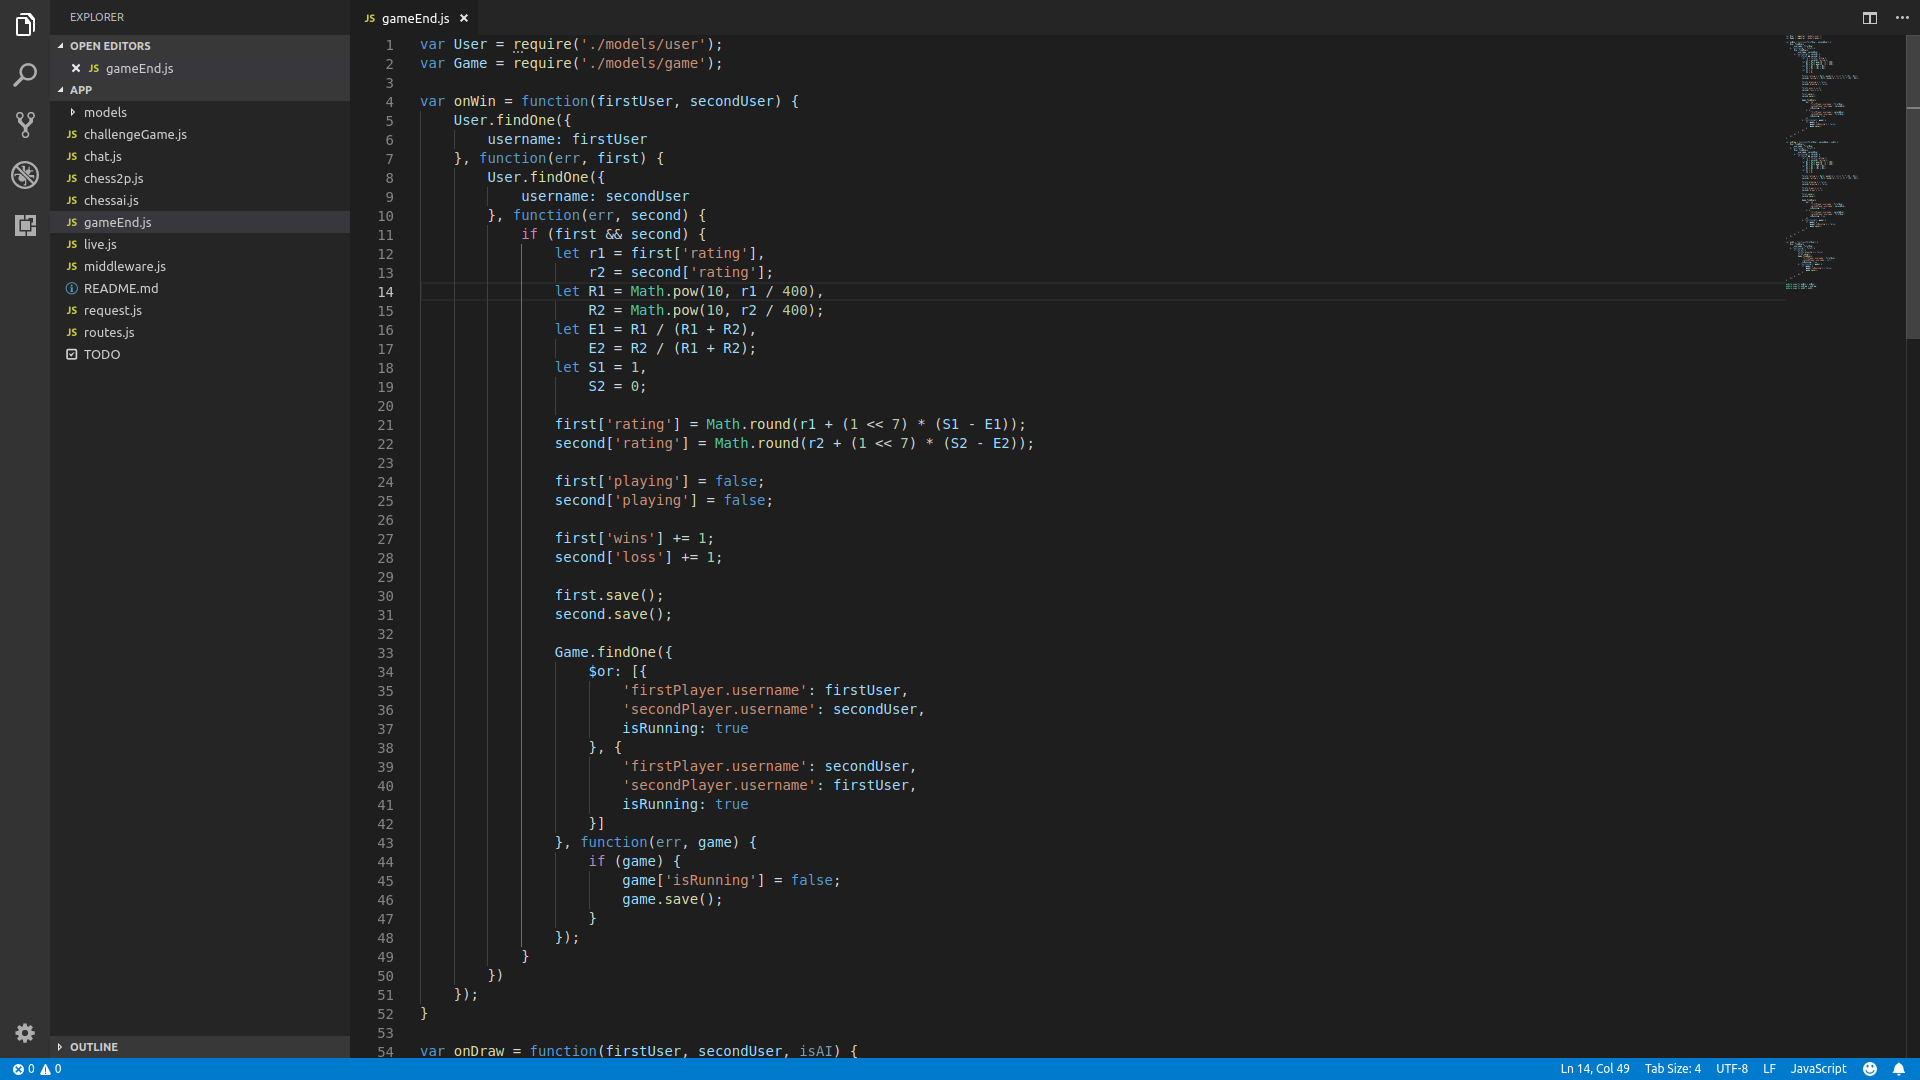 EXPLORER
OPEN EDITORS
JS gameEnd.js
APP
models
JS challengeGame.js
JS chat.js
JS chess2p.js
JS chessai.js
JS gameEnd.js
JS live.js
JS middleware.js
README.md
JS request.js
JS routes.js
TODO
OUTLINE
JS gameEnd.js
1 var User = require('./models/user');
2 var Game = require('./models/game');
3
4 var onWin = function(firstUser, secondUser) {
5     User.findOne({
6         username: firstUser
7     }, function(err, first) {
8         User.findOne({
9             username: secondUser
10         }, function(err, second) {
11             if (first && second) {
12                 let r1 = first['rating'],
13                     r2 = second['rating'];
14                 let R1 = Math.pow(10, r1 / 400),
15                     R2 = Math.pow(10, r2 / 400);
16                 let E1 = R1 / (R1 + R2),
17                     E2 = R2 / (R1 + R2);
18                 let S1 = 1,
19                     S2 = 0;
20
21                 first['rating'] = Math.round(r1 + (1 << 7) * (S1 - E1));
22                 second['rating'] = Math.round(r2 + (1 << 7) * (S2 - E2));
23
24                 first['playing'] = false;
25                 second['playing'] = false;
26
27                 first['wins'] += 1;
28                 second['loss'] += 1;
29
30                 first.save();
31                 second.save();
32
33                 Game.findOne({
34                     $or: [{
35                         'firstPlayer.username': firstUser,
36                         'secondPlayer.username': secondUser,
37                         isRunning: true
38                     }, {
39                         'firstPlayer.username': secondUser,
40                         'secondPlayer.username': firstUser,
41                         isRunning: true
42                     }]
43                 }, function(err, game) {
44                     if (game) {
45                         game['isRunning'] = false;
46                         game.save();
47                     }
48                 });
49             }
50         })
51     });
52 }
53
54 var onDraw = function(firstUser, secondUser, isAI) {
0 0
Ln 14, Col 49 Tab Size: 4 UTF-8 LF JavaScript